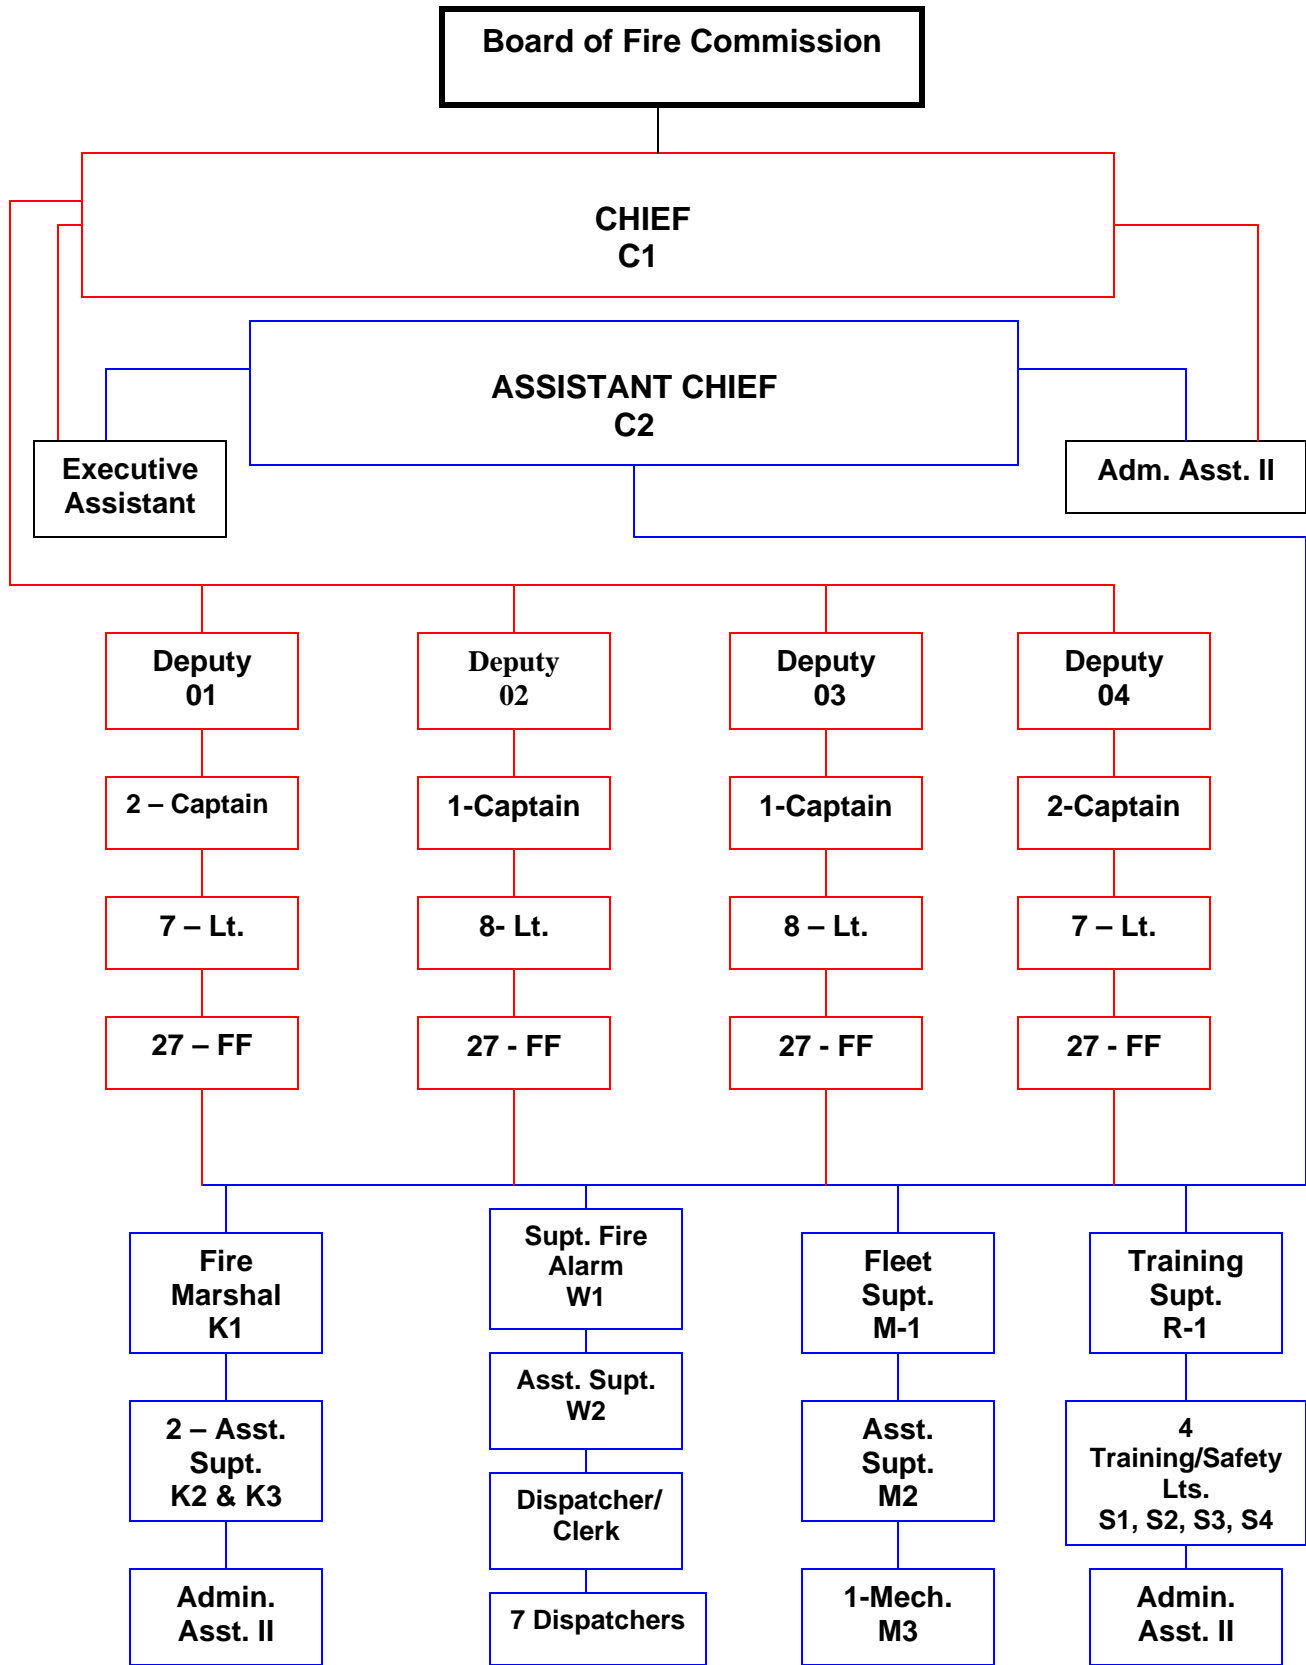 Board of Fire Commission
CHIEF
C1
ASSISTANT CHIEF
C2
Executive
Assistant
Adm. Asst. II
Deputy
01
Deputy
02
Deputy
03
Deputy
04
2 – Captain
1-Captain
1-Captain
2-Captain
7 – Lt.
8- Lt.
8 – Lt.
7 – Lt.
27 – FF
27 - FF
27 - FF
27 - FF
Fire
Marshal
K1
Supt. Fire
Alarm
W1
Fleet
Supt.
M-1
Training
Supt.
R-1
2 – Asst.
Supt.
K2 & K3
Asst. Supt.
W2
Asst.
Supt.
M2
4
Training/Safety
Lts.
S1, S2, S3, S4
Dispatcher/
Clerk
Admin.
Asst. II
7 Dispatchers
1-Mech.
M3
Admin.
Asst. II